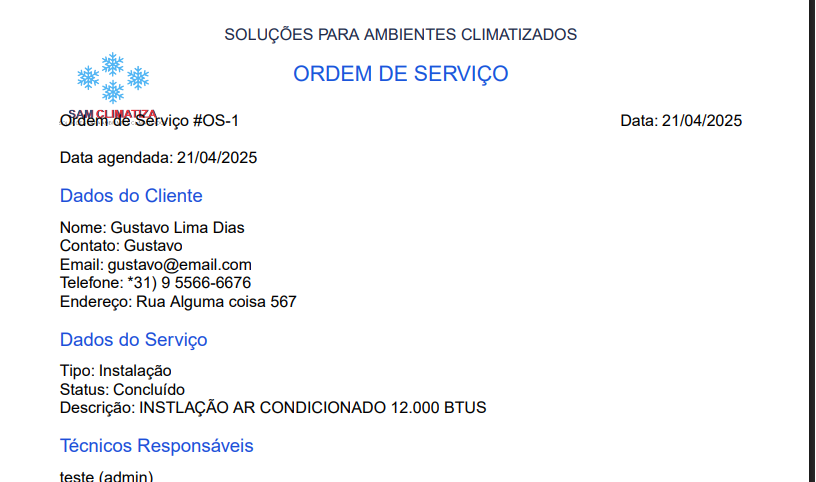 SOLUÇÕES PARA AMBIENTES CLIMATIZADOS
ORDEM DE SERVIÇO
SAM CLIMATIZA
Ordem de Serviço #OS-1
Data: 21/04/2025
Data agendada: 21/04/2025
Dados do Cliente
Nome: Gustavo Lima Dias
Contato: Gustavo
Email: gustavo@email.com
Telefone: *31) 9 5566-6676
Endereço: Rua Alguma coisa 567
Dados do Serviço
Tipo: Instalação
Status: Concluído
Descrição: INSTLAÇÃO AR CONDICIONADO 12.000 BTUS
Técnicos Responsáveis
teste (admin)